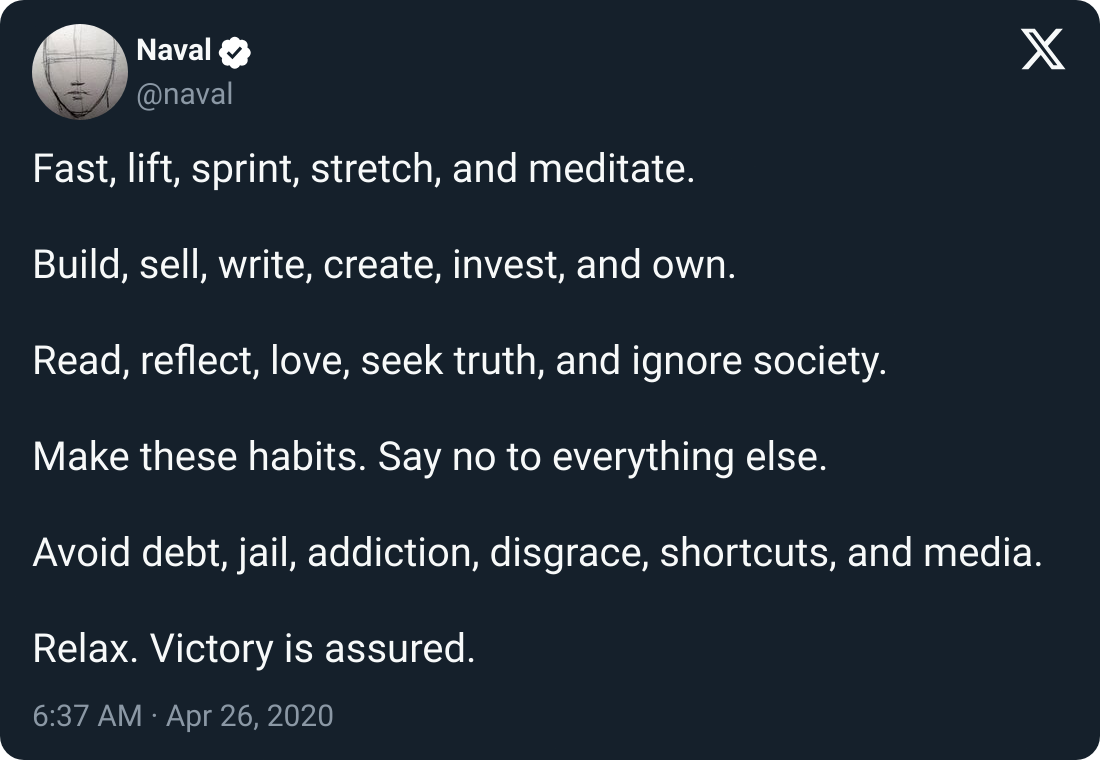 Naval
@naval
Fast, lift, sprint, stretch, and meditate.
Build, sell, write, create, invest, and own.
Read, reflect, love, seek truth, and ignore society.
Make these habits. Say no to everything else.
Avoid debt, jail, addiction, disgrace, shortcuts, and media.
Relax. Victory is assured.
6:37 AM · Apr 26, 2020